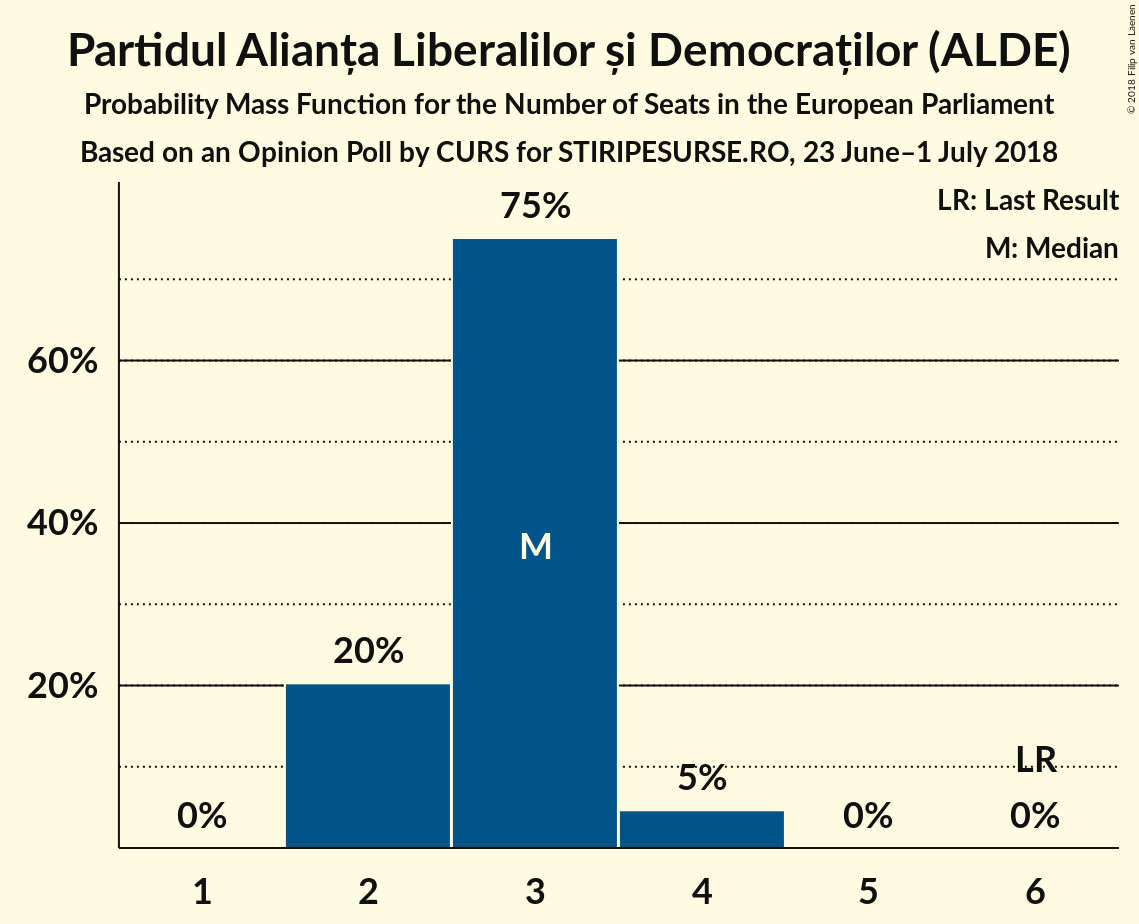 Partidul Alianța Liberalilor și Democraților (ALDE)
Probability Mass Function for the Number of Seats in the European Parliament
Based on an Opinion Poll by CURS for STIRIPESURSE.RO, 23 June–1 July 2018
© 2018 Filip van Laenen
LR: Last Result
M: Median
75%
60%
40%
M
20%
20%
LR
5%
0%
0%
0%
1
2
3
4
5
6